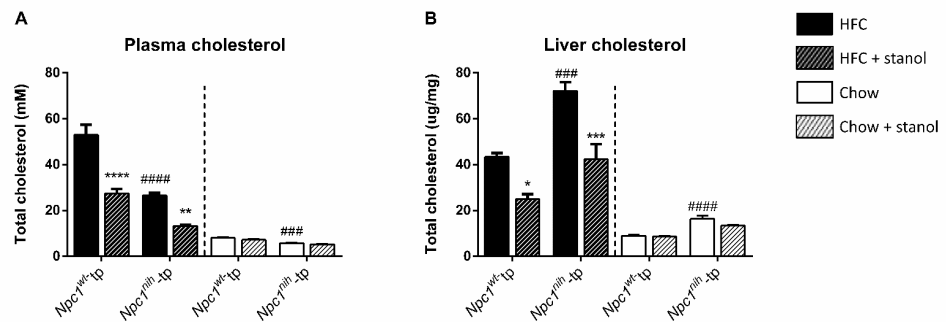 A
Plasma cholesterol
Total cholesterol (mM)
80
60
40
20
0
****
####
**
###
Npc1wt-tp
Npc1nih-tp
Npc1wt-tp
Npc1nih-tp
B
Liver cholesterol
Total cholesterol (ug/mg)
80
60
40
20
0
*
###
***
####
Npc1wt-tp
Npc1nih-tp
Npc1wt-tp
Npc1nih-tp
HFC
HFC + stanol
Chow
Chow + stanol